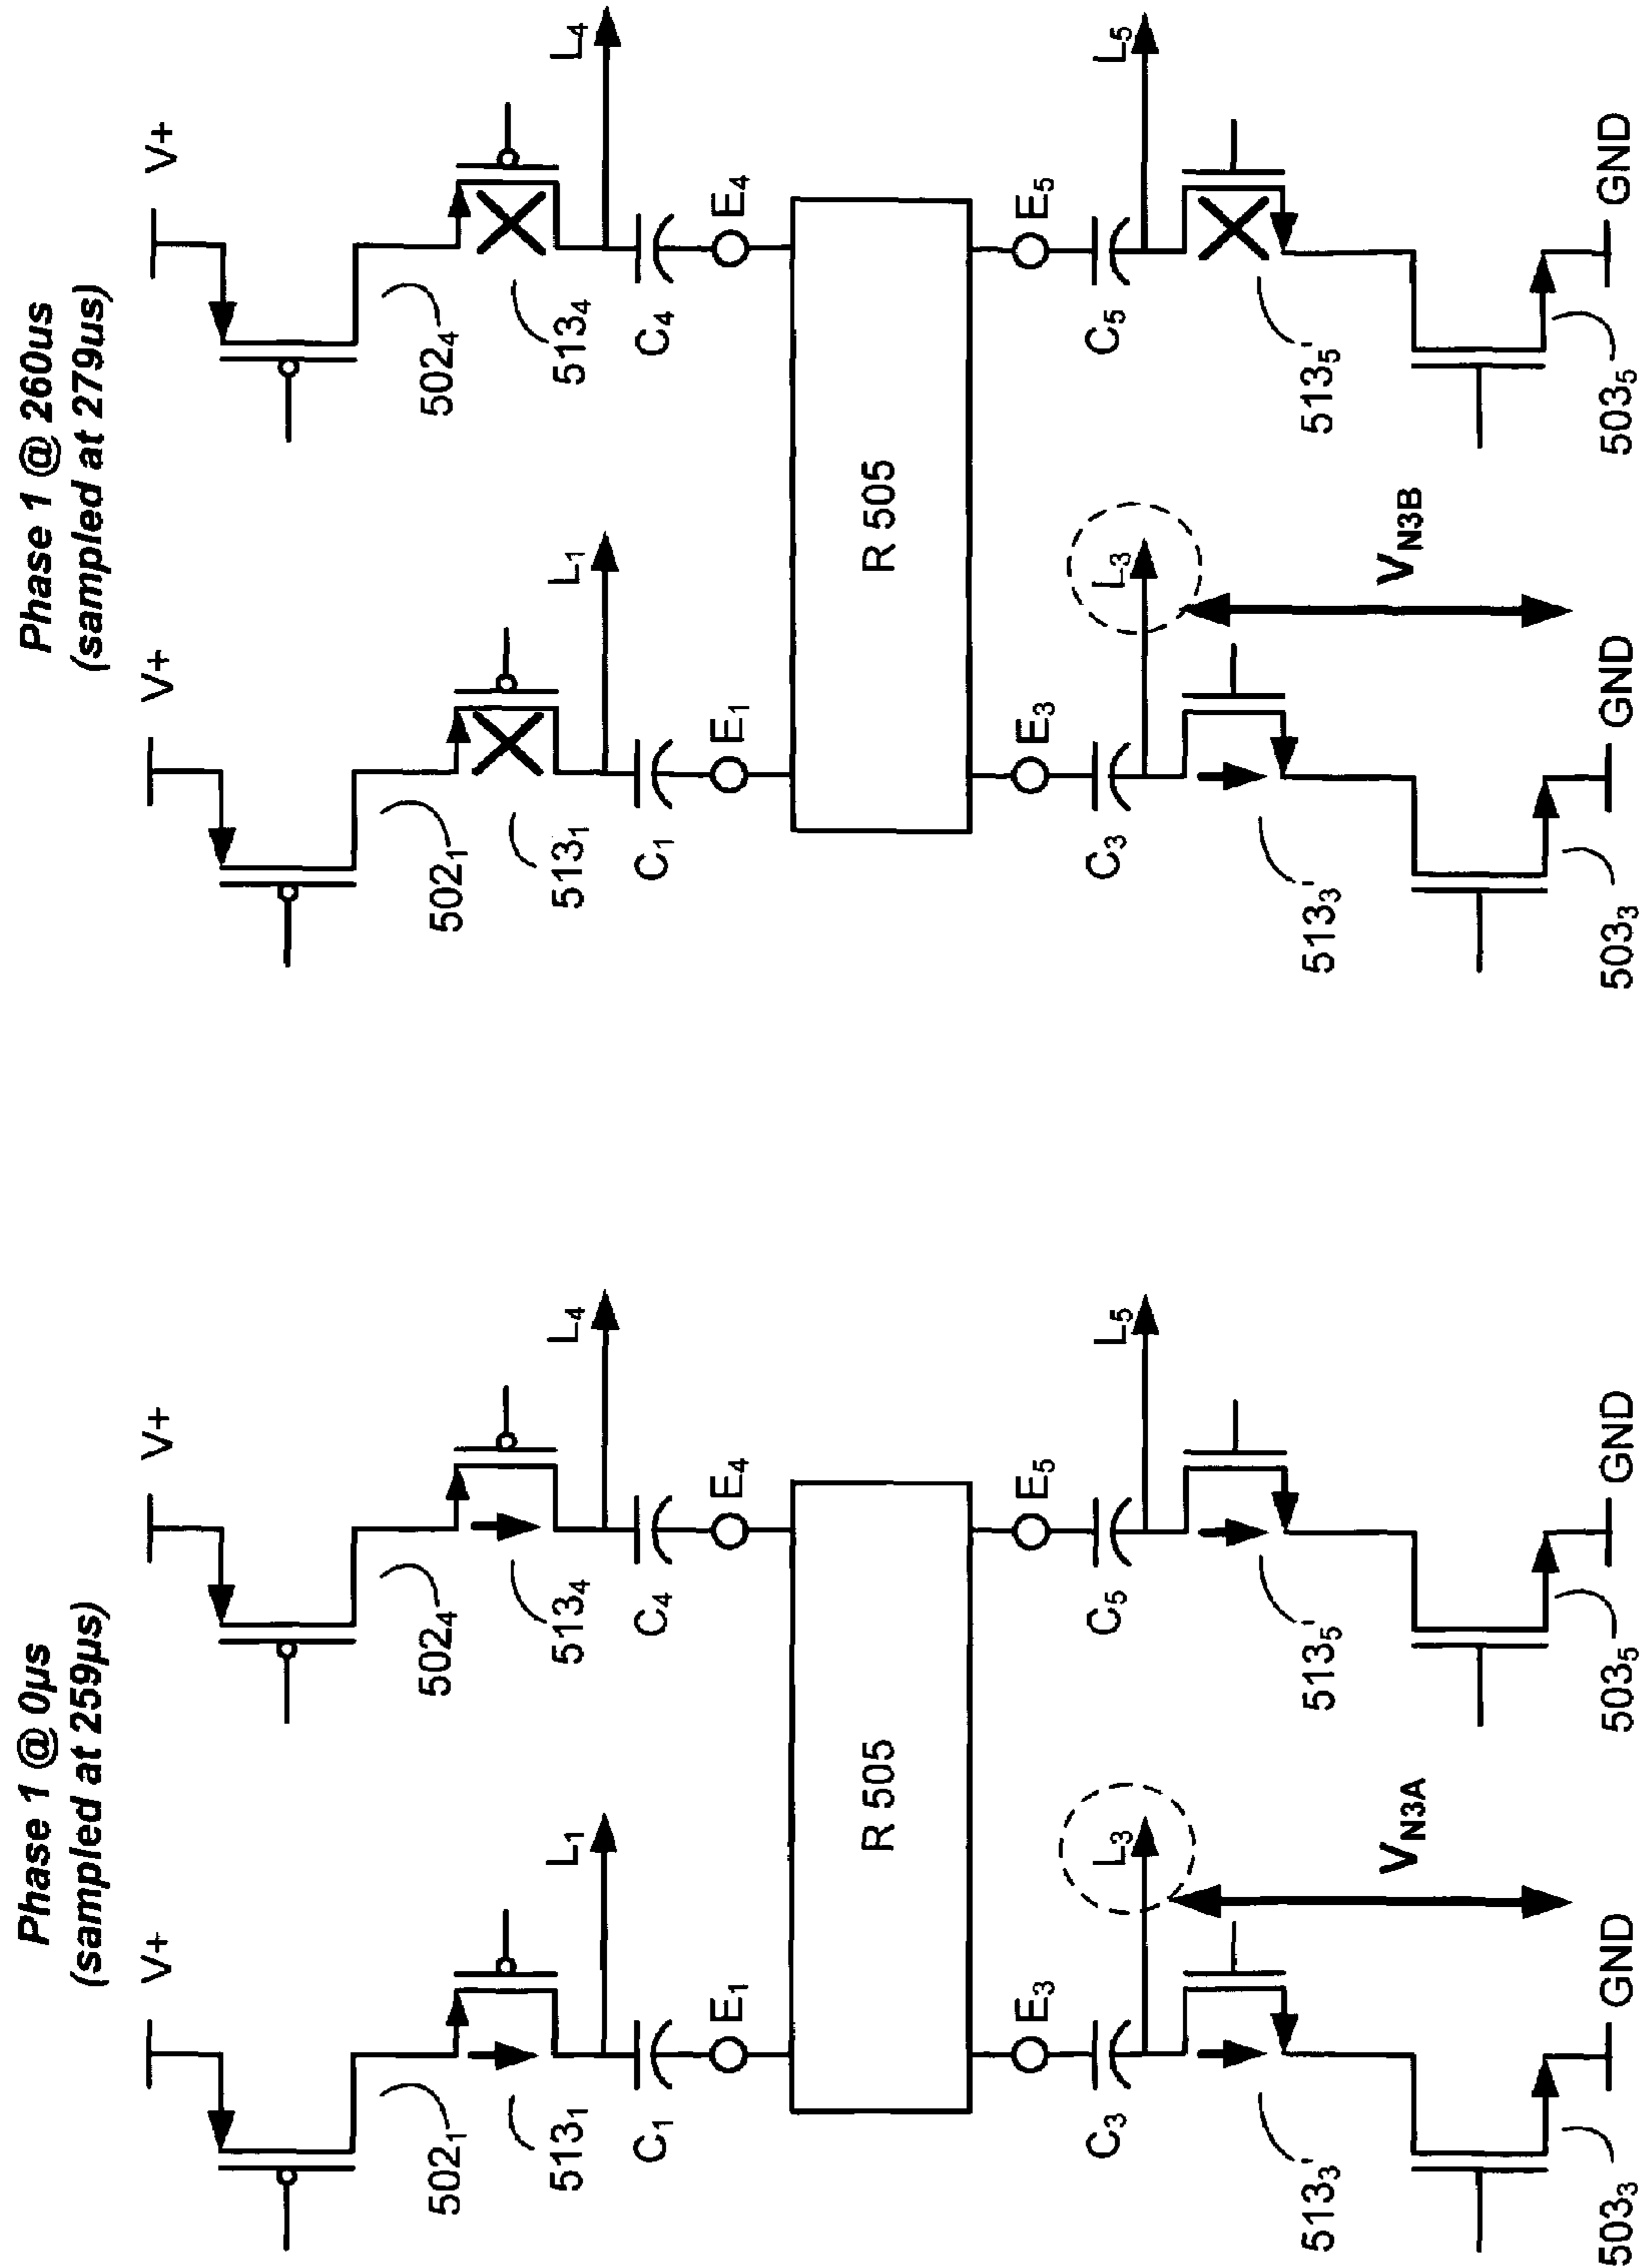 Phase 1 @ 0µs
(sampled at 259µs)
V+
V+
502₁
502₄
513₁
513₄
L₁
L₄
C₁
E₁
C₄
E₄
R 505
C₃
E₃
C₅
E₅
L₃
L₅
513₃'
513₅'
V_N3A
503₃
GND
503₅
GND
Phase 1 @ 260us
(sampled at 279us)
V+
V+
502₁
502₄
513₁
513₄
L₁
L₄
C₁
E₁
C₄
E₄
R 505
C₃
E₃
C₅
E₅
L₃
L₅
513₃'
513₅'
V_N3B
503₃
GND
503₅
GND